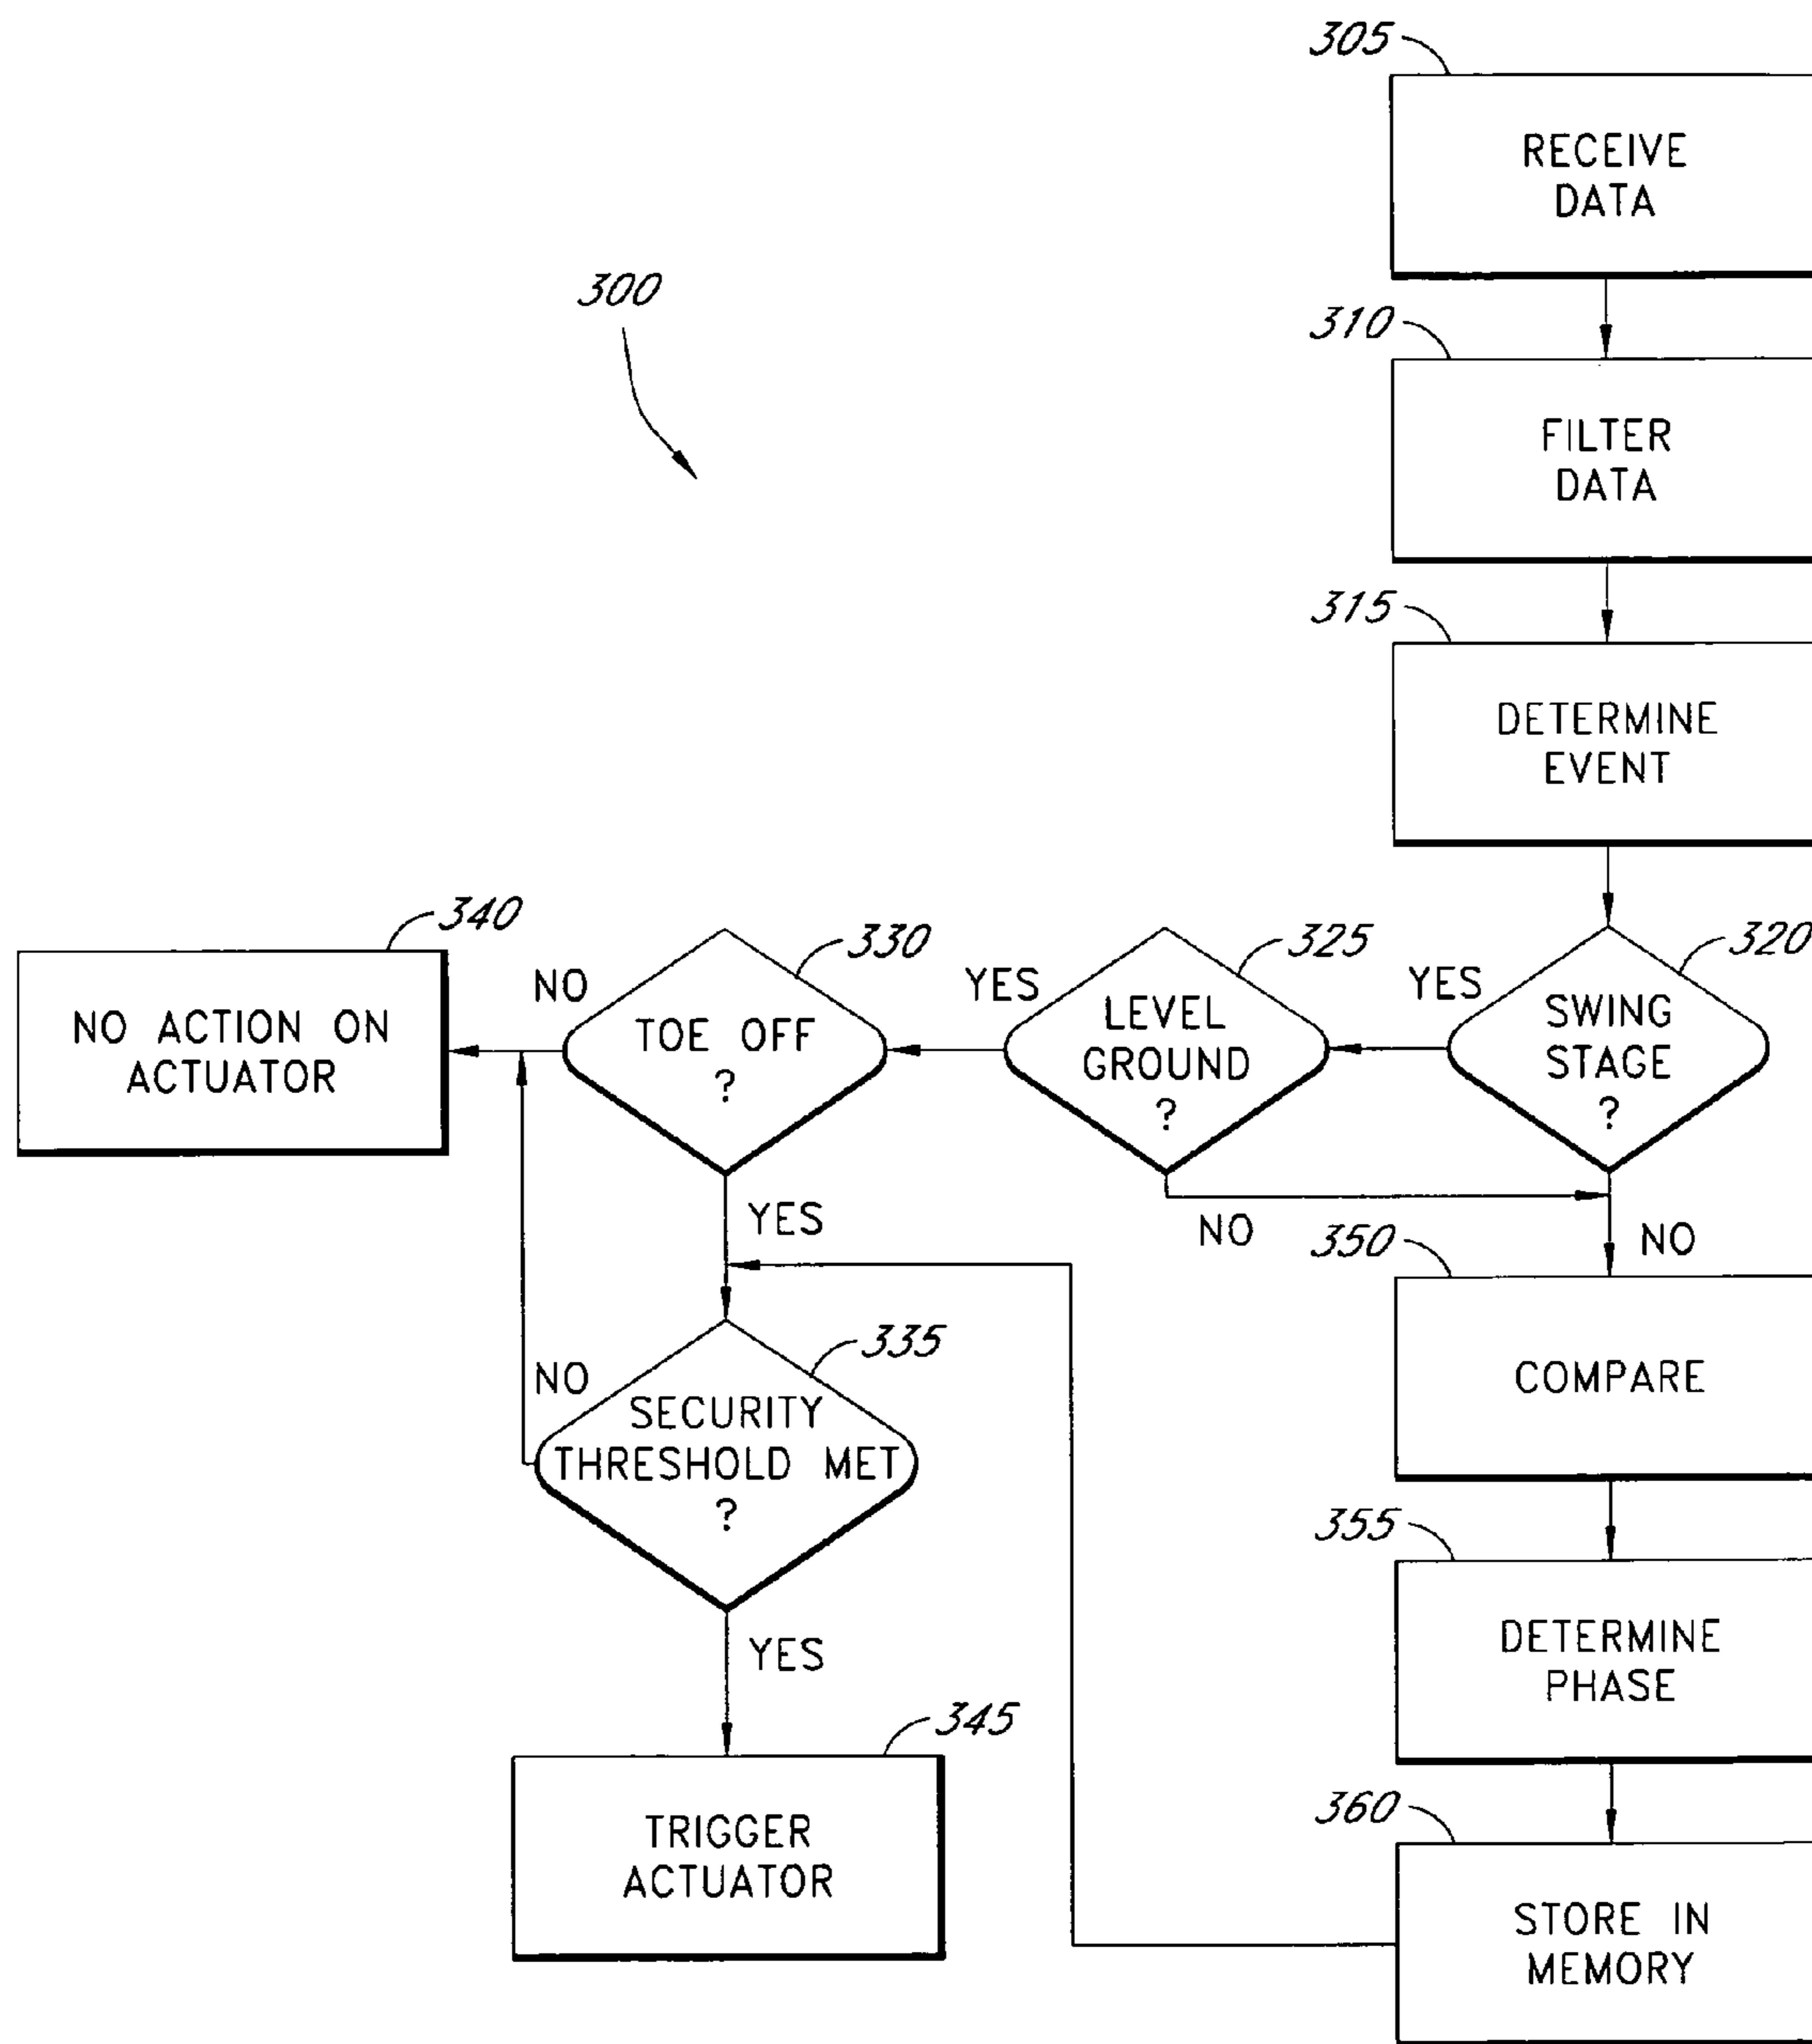 305
RECEIVE
DATA
300
310
FILTER
DATA
315
DETERMINE
EVENT
340
NO ACTION ON
ACTUATOR
NO
330
TOE OFF
?
YES
325
LEVEL
GROUND
?
YES
320
SWING
STAGE
?
YES
NO
NO
350
COMPARE
335
NO
SECURITY
THRESHOLD MET
?
355
DETERMINE
PHASE
YES
345
TRIGGER
ACTUATOR
360
STORE IN
MEMORY